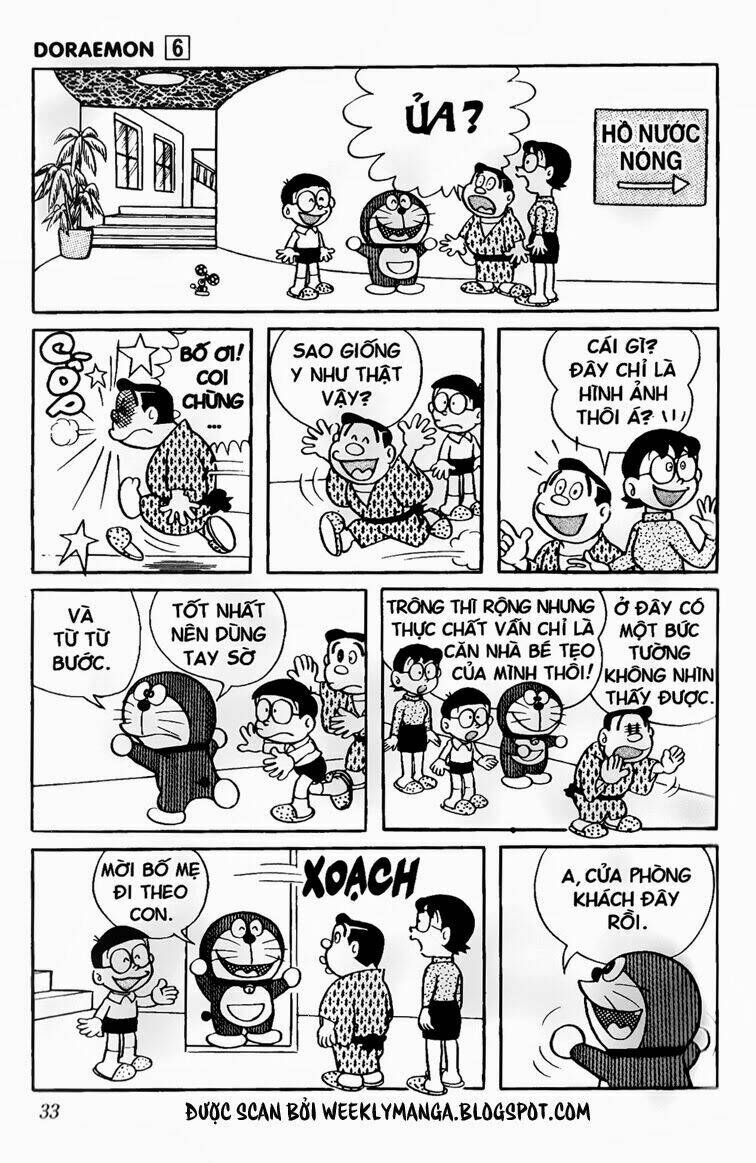 DORAEMON 6
HỒ NƯỚC
NÓNG
ỦA?
CÁI GÌ?
ĐÂY CHỈ LÀ
HÌNH ẢNH
THÔI Á?
SAO GIỐNG
Y NHƯ THẬT
VẬY?
BỐ ƠI!
COI
CHỪNG
...
CỐP
Ở ĐÂY CÓ
MỘT BỨC
TƯỜNG
KHÔNG NHÌN
THẤY ĐƯỢC.
TRÔNG THÌ RỘNG NHƯNG
THỰC CHẤT VẪN CHỈ LÀ
CĂN NHÀ BÉ TẸO
CỦA MÌNH THÔI!
TỐT NHẤT
NÊN DÙNG
TAY SỜ
VÀ
TỪ TỪ
BƯỚC.
A, CỬA PHÒNG
KHÁCH ĐÂY
RỒI.
XOẠCH
MỜI BỐ MẸ
ĐI THEO
CON.
33
ĐƯỢC SCAN BỞI WEEKLYMANGA.BLOGSPOT.COM